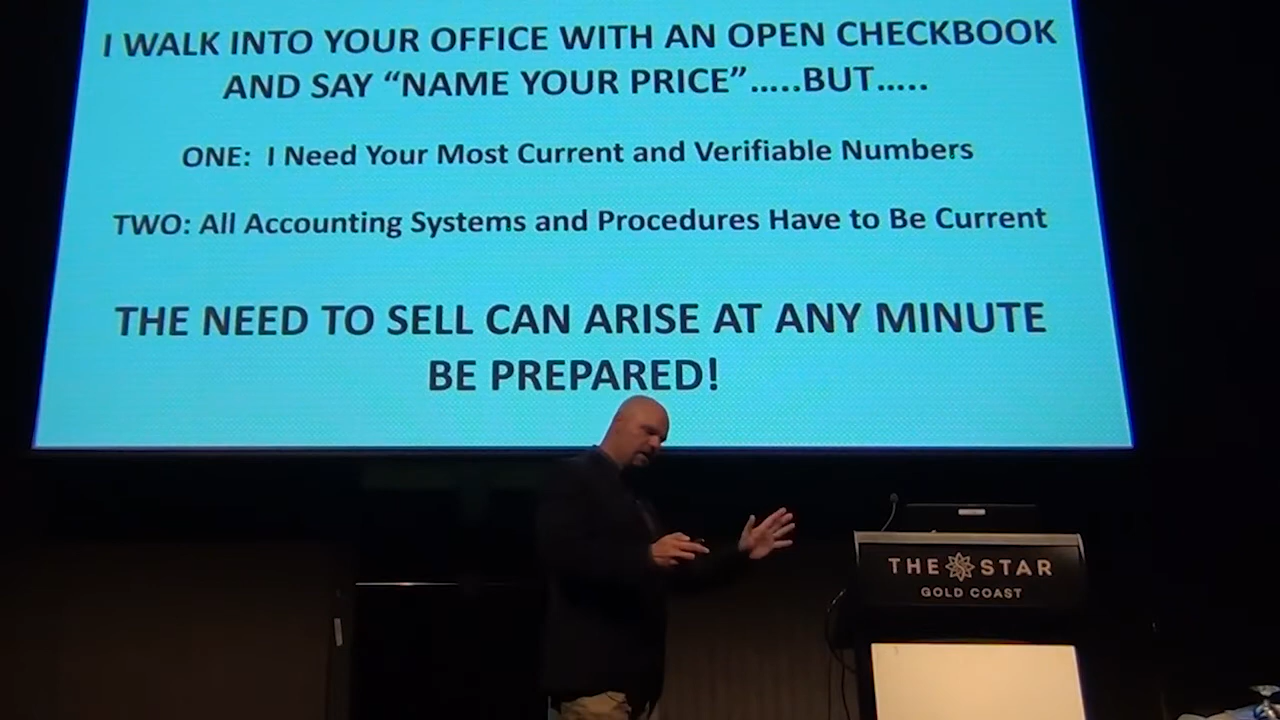 I WALK INTO YOUR OFFICE WITH AN OPEN CHECKBOOK
AND SAY “NAME YOUR PRICE”.....BUT.....
ONE: I Need Your Most Current and Verifiable Numbers
TWO: All Accounting Systems and Procedures Have to Be Current
THE NEED TO SELL CAN ARISE AT ANY MINUTE
BE PREPARED!
THE STAR
GOLD COAST